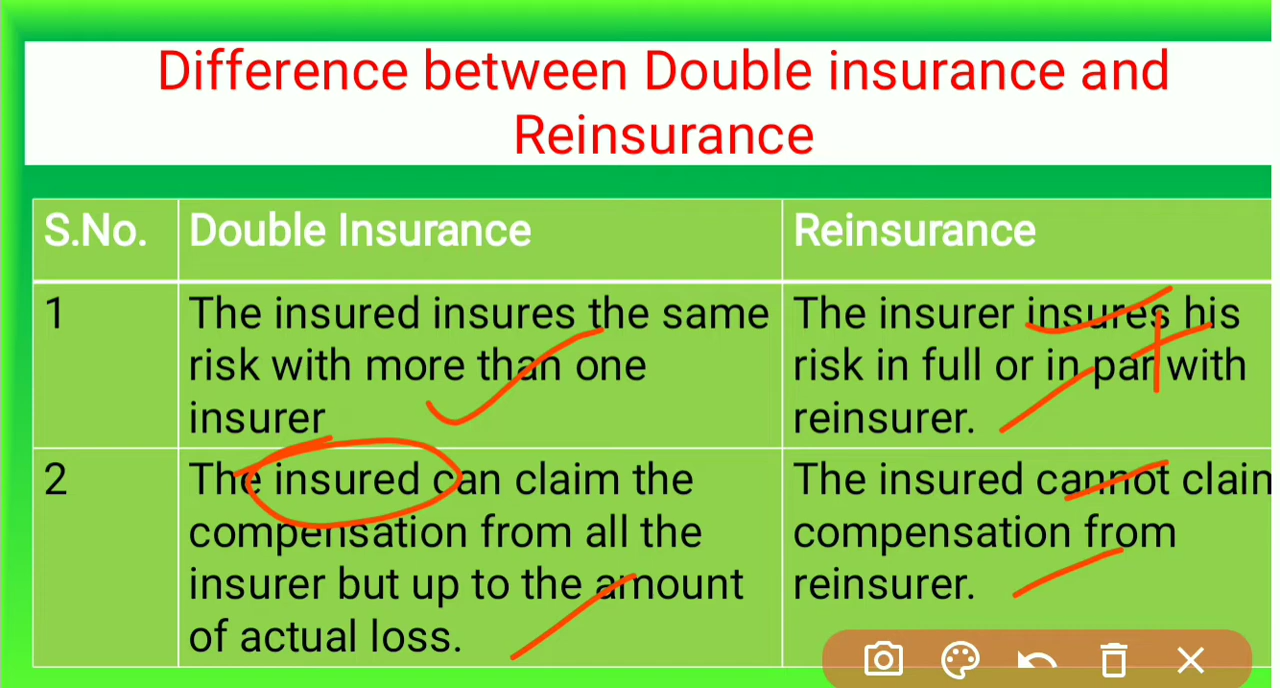 Difference between Double insurance and
Reinsurance
S.No.
Double Insurance
Reinsurance
1
The insured insures the same
risk with more than one
insurer
The insurer insures his
risk in full or in part with
reinsurer.
2
The insured can claim the
compensation from all the
insurer but up to the amount
of actual loss.
The insured cannot claim
compensation from
reinsurer.